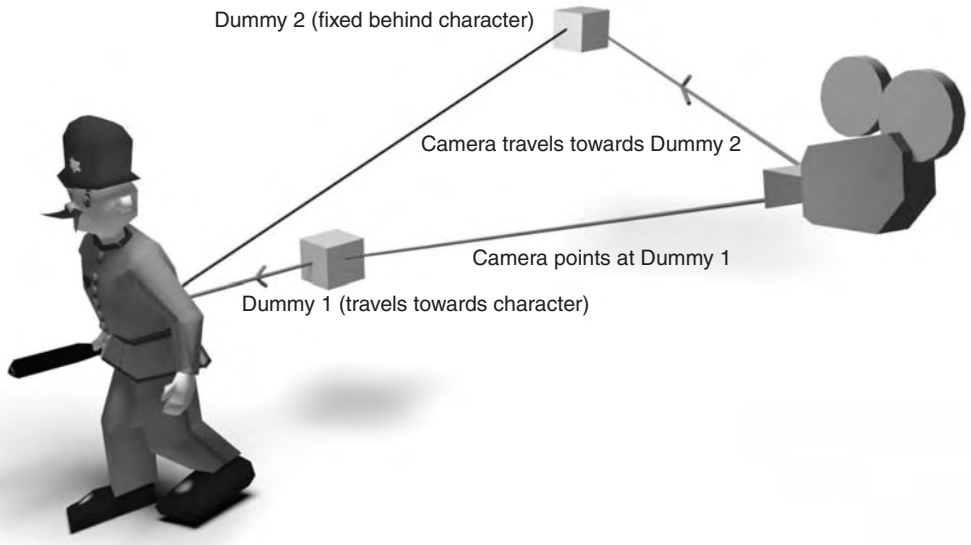 Dummy 2 (fixed behind character)
Camera travels towards Dummy 2
Camera points at Dummy 1
Dummy 1 (travels towards character)